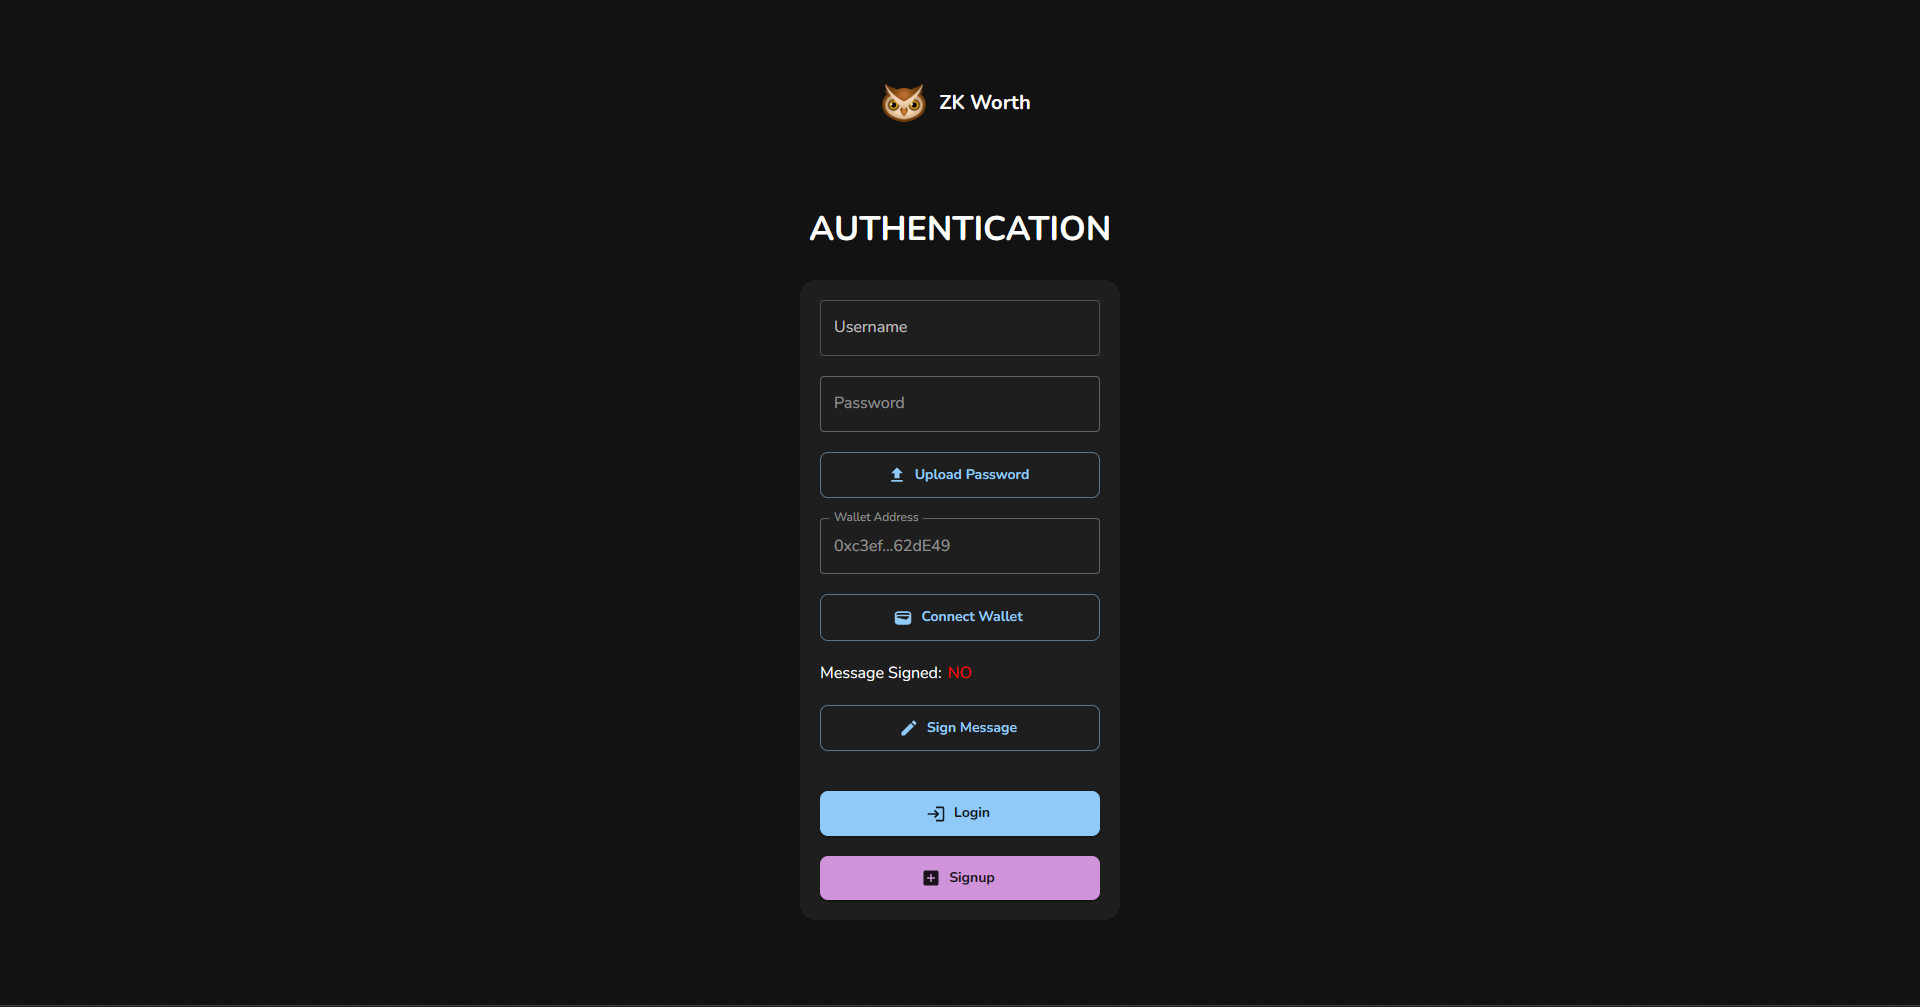 ZK Worth
AUTHENTICATION
Username
Password
Upload Password
Wallet Address
0xc3ef...62dE49
Connect Wallet
Message Signed: NO
Sign Message
Login
Signup